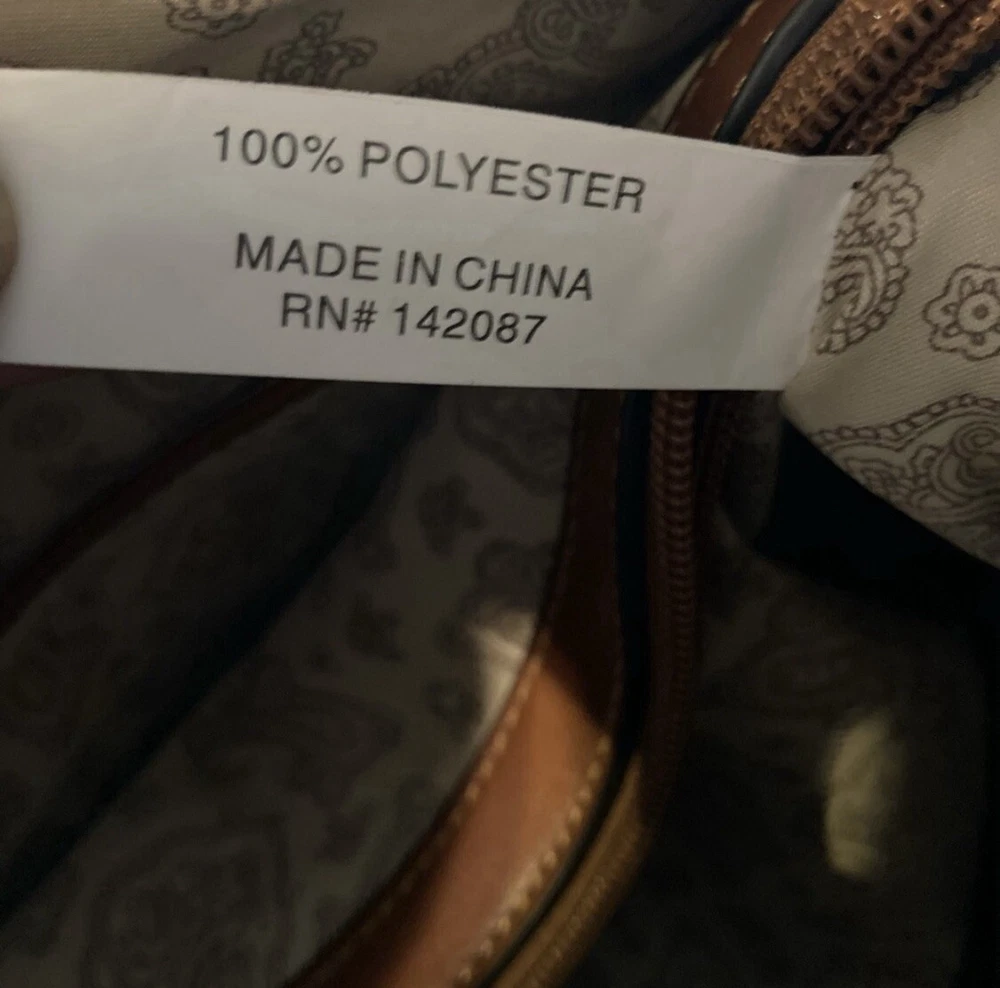 100% POLYESTER
MADE IN CHINA
RN# 142087